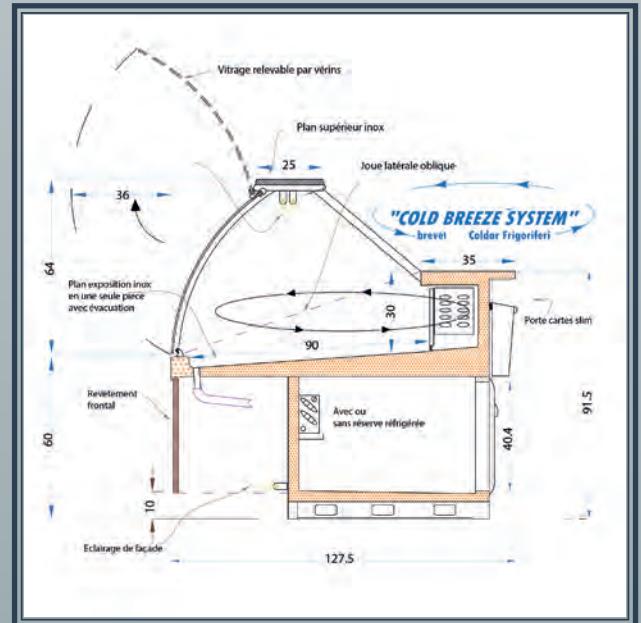 Vitrage relevable par vérins
Plan supérieur inox
25
Joue latérale oblique
36
"COLD BREEZE SYSTEM"
brevet Coldar Frigoriferi
35
64
Plan exposition inox
en une seule pièce
avec évacuation
30
Porte cartes slim
90
Revêtement
frontal
Avec ou
sans réserve réfrigérée
91.5
60
40.4
10
Eclairage de façade
127.5